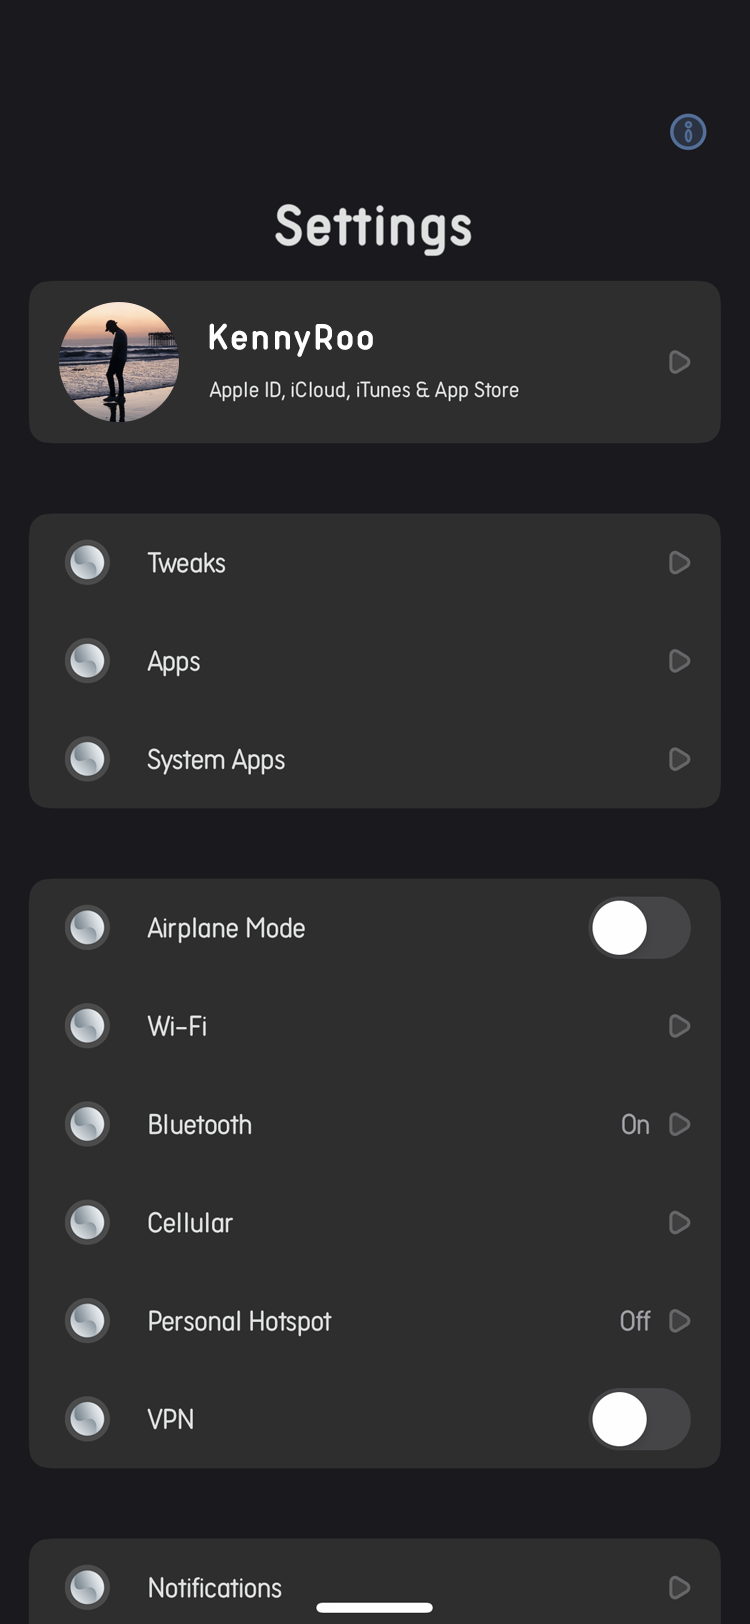 Settings
KennyRoo
Apple ID, iCloud, iTunes & App Store
Tweaks
Apps
System Apps
Airplane Mode
Wi-Fi
Bluetooth
On
Cellular
Personal Hotspot
Off
VPN
Notifications